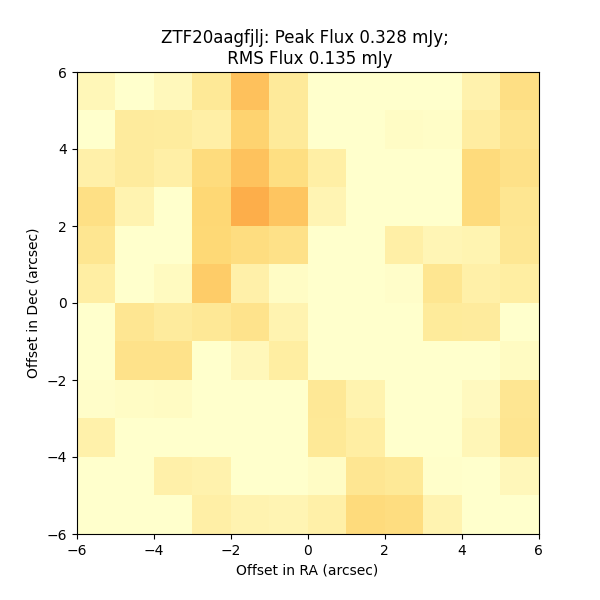 ZTF20aagfjlj: Peak Flux 0.328 mJy;
RMS Flux 0.135 mJy
6
4
2
0
−2
−4
−6
Offset in Dec (arcsec)
−6 −4 −2 0 2 4 6
Offset in RA (arcsec)